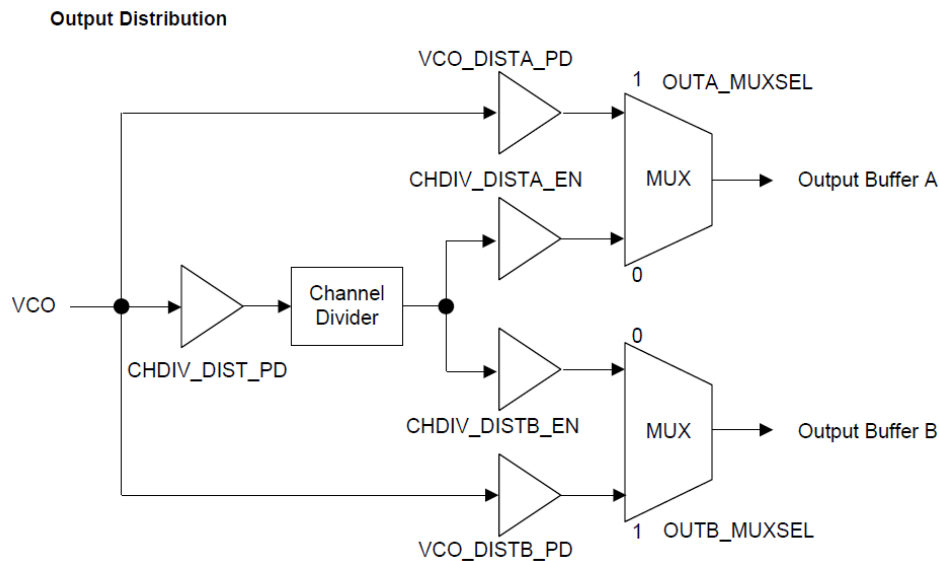 Output Distribution
VCO_DISTA_PD
1 OUTA_MUXSEL
MUX
Output Buffer A
CHDIV_DISTA_EN
0
VCO
Channel
Divider
CHDIV_DIST_PD
0
CHDIV_DISTB_EN
MUX
Output Buffer B
1 OUTB_MUXSEL
VCO_DISTB_PD